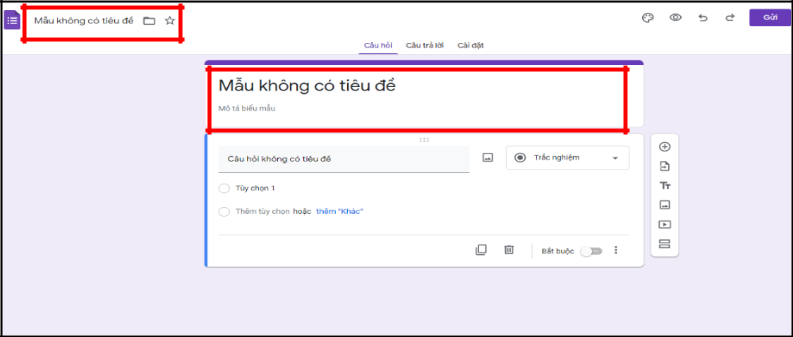 Mẫu không có tiêu đề
Gửi
Câu hỏi Câu trả lời Cài đặt
Mẫu không có tiêu đề
Mô tả biểu mẫu
Câu hỏi không có tiêu đề
Trắc nghiệm
Tùy chọn 1
Thêm tùy chọn hoặc thêm "Khác"
Bắt buộc
Tт